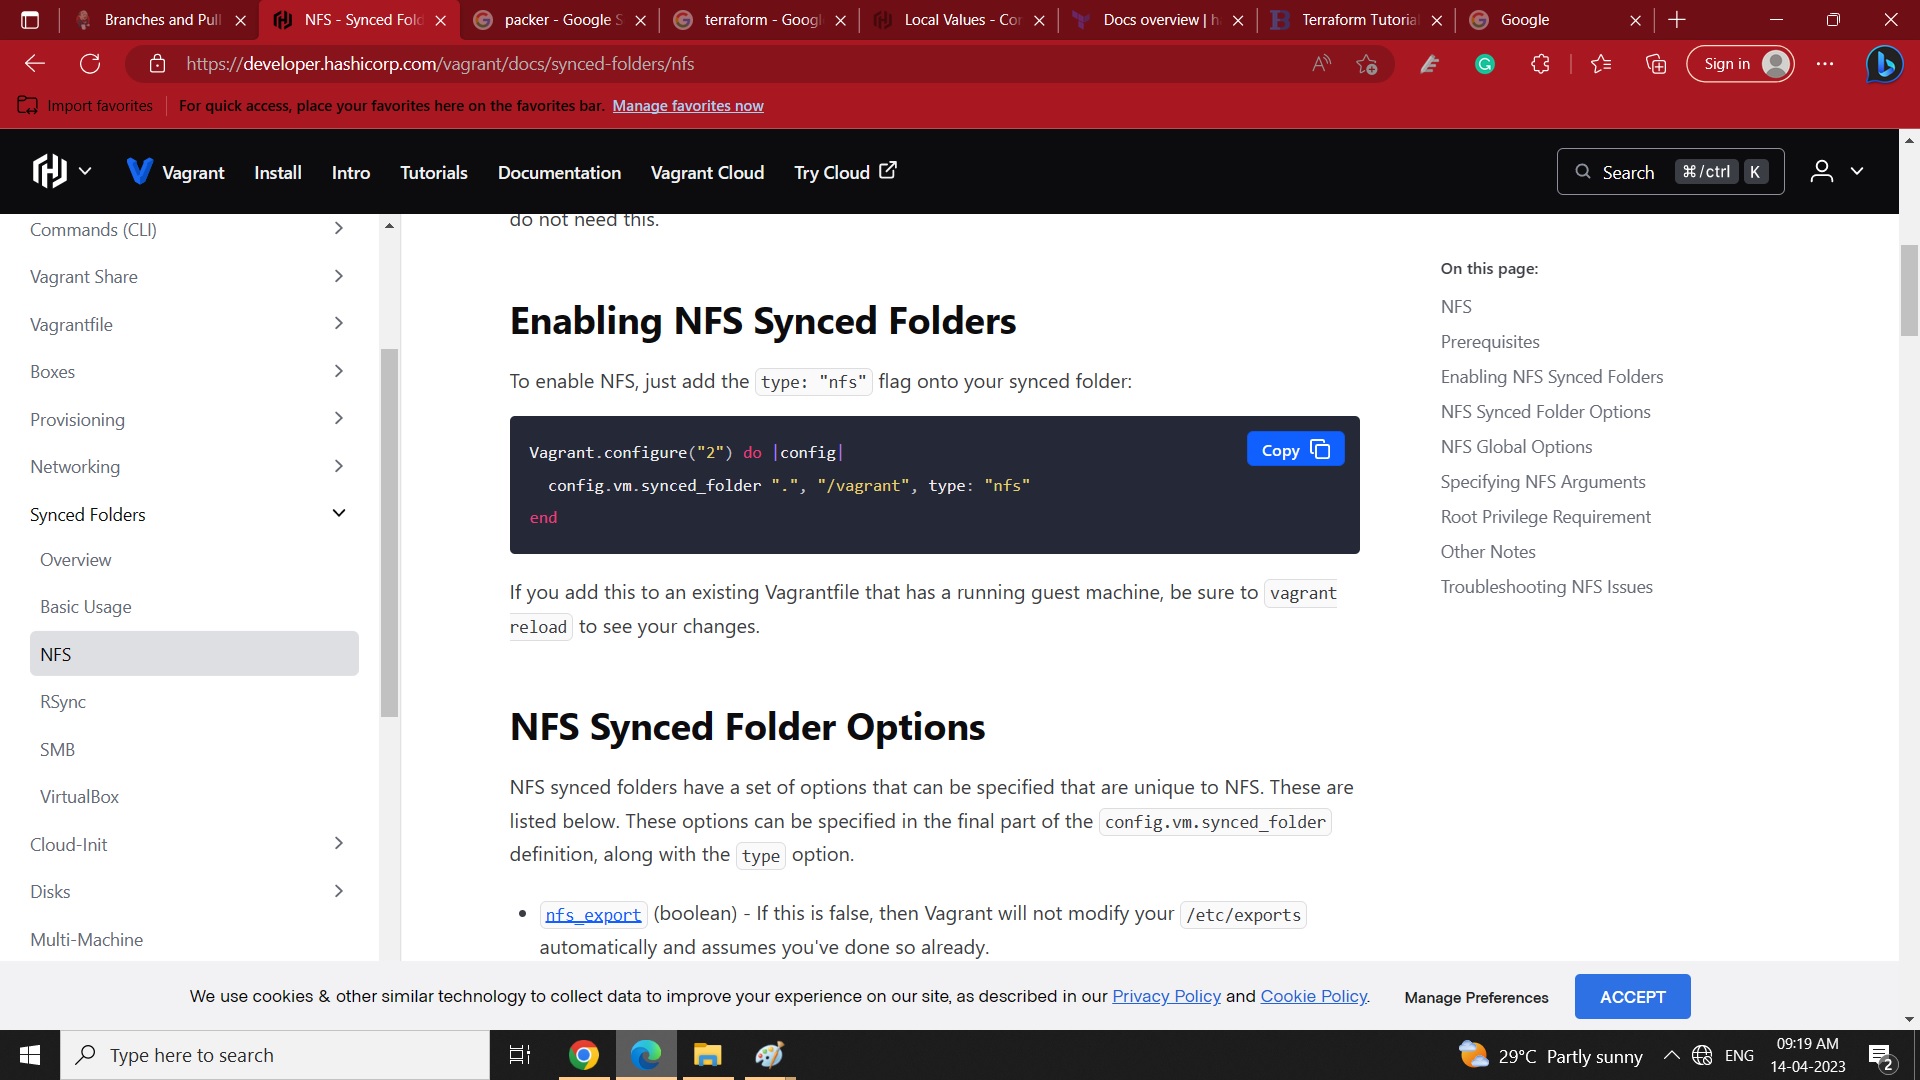 Branches and Pull
NFS - Synced Fold
packer - Google S
terraform - Googl
Local Values - Con
Docs overview | h
Terraform Tutorial
Google
https://developer.hashicorp.com/vagrant/docs/synced-folders/nfs
Sign in
Import favorites
For quick access, place your favorites here on the favorites bar. Manage favorites now
Vagrant
Install
Intro
Tutorials
Documentation
Vagrant Cloud
Try Cloud
Search
⌘/ctrl
K
Commands (CLI)
Vagrant Share
Vagrantfile
Boxes
Provisioning
Networking
Synced Folders
Overview
Basic Usage
NFS
RSync
SMB
VirtualBox
Cloud-Init
Disks
Multi-Machine
do not need this.
Enabling NFS Synced Folders
To enable NFS, just add the type: "nfs" flag onto your synced folder:
Vagrant.configure("2") do |config|
config.vm.synced_folder ".", "/vagrant", type: "nfs"
end
Copy
If you add this to an existing Vagrantfile that has a running guest machine, be sure to vagrant
reload to see your changes.
NFS Synced Folder Options
NFS synced folders have a set of options that can be specified that are unique to NFS. These are
listed below. These options can be specified in the final part of the config.vm.synced_folder
definition, along with the type option.
• nfs_export (boolean) - If this is false, then Vagrant will not modify your /etc/exports
automatically and assumes you've done so already.
On this page:
NFS
Prerequisites
Enabling NFS Synced Folders
NFS Synced Folder Options
NFS Global Options
Specifying NFS Arguments
Root Privilege Requirement
Other Notes
Troubleshooting NFS Issues
We use cookies & other similar technology to collect data to improve your experience on our site, as described in our Privacy Policy and Cookie Policy.
Manage Preferences
ACCEPT
Type here to search
29°C Partly sunny
ENG
09:19 AM
14-04-2023
2